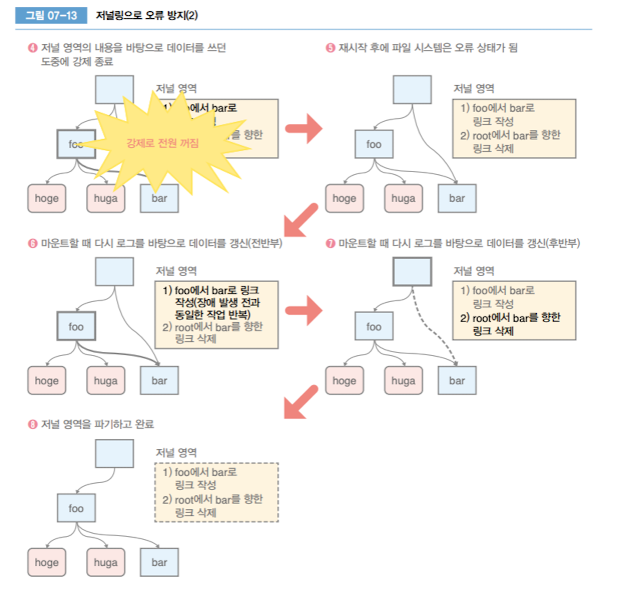 그림 07-13 저널링으로 오류 방지(2)
❹ 저널 영역의 내용을 바탕으로 데이터를 쓰던
도중에 강제 종료
저널 영역
1) foo에서 bar로
를 향한
강제로 전원 꺼짐
foo
hoge
huga
bar
❺ 재시작 후에 파일 시스템은 오류 상태가 됨
저널 영역
1) foo에서 bar로
링크 작성
2) root에서 bar를 향한
링크 삭제
foo
hoge
huga
bar
❻ 마운트할 때 다시 로그를 바탕으로 데이터를 갱신(전반부)
저널 영역
1) foo에서 bar로 링크
작성(장애 발생 전과
동일한 작업 반복)
2) root에서 bar를 향한
링크 삭제
foo
hoge
huga
bar
❼ 마운트할 때 다시 로그를 바탕으로 데이터를 갱신(후반부)
저널 영역
1) foo에서 bar로
링크 작성
2) root에서 bar를 향한
링크 삭제
foo
hoge
huga
bar
❽ 저널 영역을 파기하고 완료
저널 영역
1) foo에서 bar로
링크 작성
2) root에서 bar를 향한
링크 삭제
foo
hoge
huga
bar